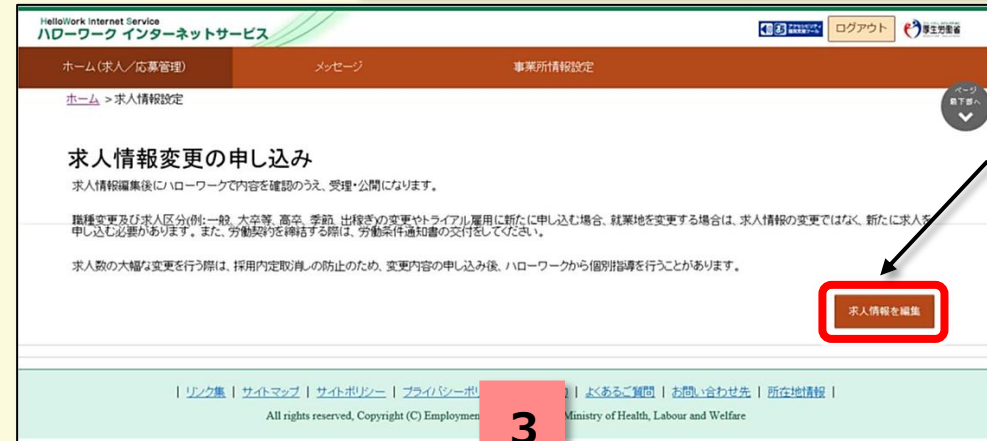 HelloWork Internet Service
ハローワーク インターネットサービス
ログアウト
厚生労働省
ホーム(求人/応募管理)
メッセージ
事業所情報設定
ホーム >求人情報設定
ページ
最下部へ
求人情報変更の申し込み
求人情報編集後にハローワークで内容を確認のうえ、受理・公開になります。
職種変更及び求人区分(例:一般、大卒等、高卒、季節、出稼ぎ)の変更やトライアル雇用に新たに申し込む場合、就業地を変更する場合は、求人情報の変更ではなく、新たに求人を
申し込む必要があります。また、労働契約を締結する際は、労働条件通知書の交付をしてください。
求人数の大幅な変更を行う際は、採用内定取消しの防止のため、変更内容の申し込み後、ハローワークから個別指導を行うことがあります。
求人情報を編集
| リンク集 | サイトマップ | サイトポリシー | プライバシーポリ | よくあるご質問 | お問い合わせ先 | 所在地情報 |
All rights reserved, Copyright (C) Employmen Ministry of Health, Labour and Welfare
3